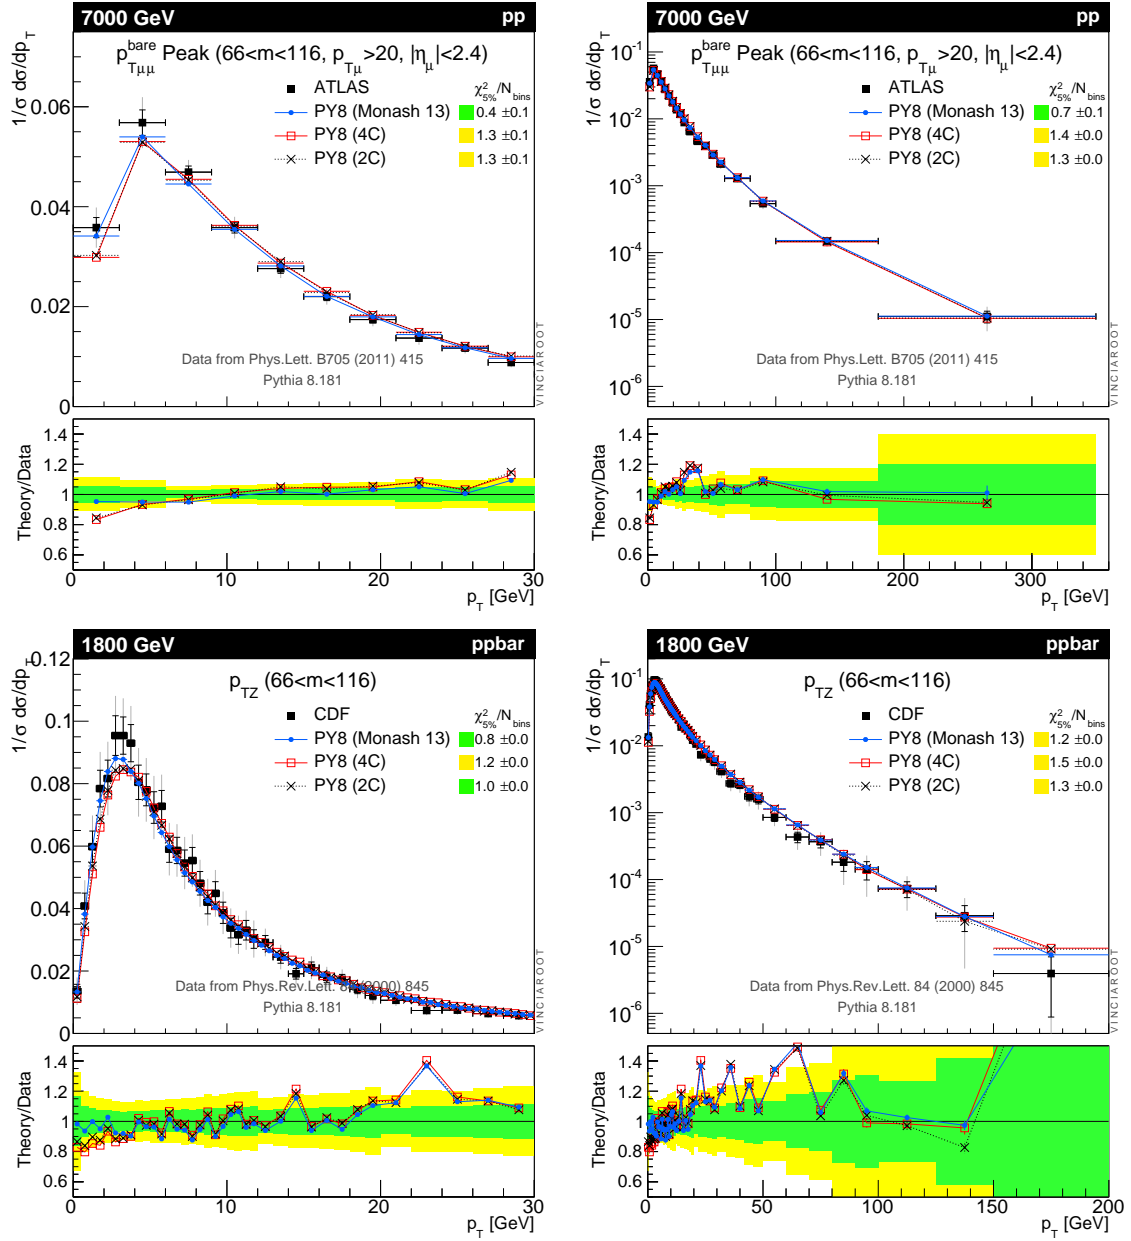 7000 GeV pp
p_Tμμ^bare Peak (66<m<116, p_Tμ>20, |η_μ|<2.4)
ATLAS
PY8 (Monash 13)
PY8 (4C)
PY8 (2C)
χ²_5%/N_bins
0.4 ±0.1
1.3 ±0.1
1.3 ±0.1
1/σ dσ/dp_T
0.06
0.04
0.02
0
Data from Phys.Lett. B705 (2011) 415
Pythia 8.181
VINCIAROOT
Theory/Data
1.4
1.2
1
0.8
0.6
0 10 20 30
p_T [GeV]
7000 GeV pp
p_Tμμ^bare Peak (66<m<116, p_Tμ>20, |η_μ|<2.4)
ATLAS
PY8 (Monash 13)
PY8 (4C)
PY8 (2C)
χ²_5%/N_bins
0.7 ±0.1
1.4 ±0.0
1.3 ±0.0
1/σ dσ/dp_T
10⁻¹
10⁻²
10⁻³
10⁻⁴
10⁻⁵
10⁻⁶
Data from Phys.Lett. B705 (2011) 415
Pythia 8.181
VINCIAROOT
Theory/Data
1.4
1.2
1
0.8
0.6
0 100 200 300
p_T [GeV]
1800 GeV ppbar
p_TZ (66<m<116)
CDF
PY8 (Monash 13)
PY8 (4C)
PY8 (2C)
χ²_5%/N_bins
0.8 ±0.0
1.2 ±0.0
1.0 ±0.0
1/σ dσ/dp_T
0.12
0.1
0.08
0.06
0.04
0.02
0
Data from Phys.Rev.Lett. (2000) 845
Pythia 8.181
VINCIAROOT
Theory/Data
1.4
1.2
1
0.8
0.6
0 10 20 30
p_T [GeV]
1800 GeV ppbar
p_TZ (66<m<116)
CDF
PY8 (Monash 13)
PY8 (4C)
PY8 (2C)
χ²_5%/N_bins
1.2 ±0.0
1.5 ±0.0
1.3 ±0.0
1/σ dσ/dp_T
10⁻¹
10⁻²
10⁻³
10⁻⁴
10⁻⁵
10⁻⁶
Data from Phys.Rev.Lett. 84 (2000) 845
Pythia 8.181
VINCIAROOT
Theory/Data
1.4
1.2
1
0.8
0.6
0 50 100 150 200
p_T [GeV]